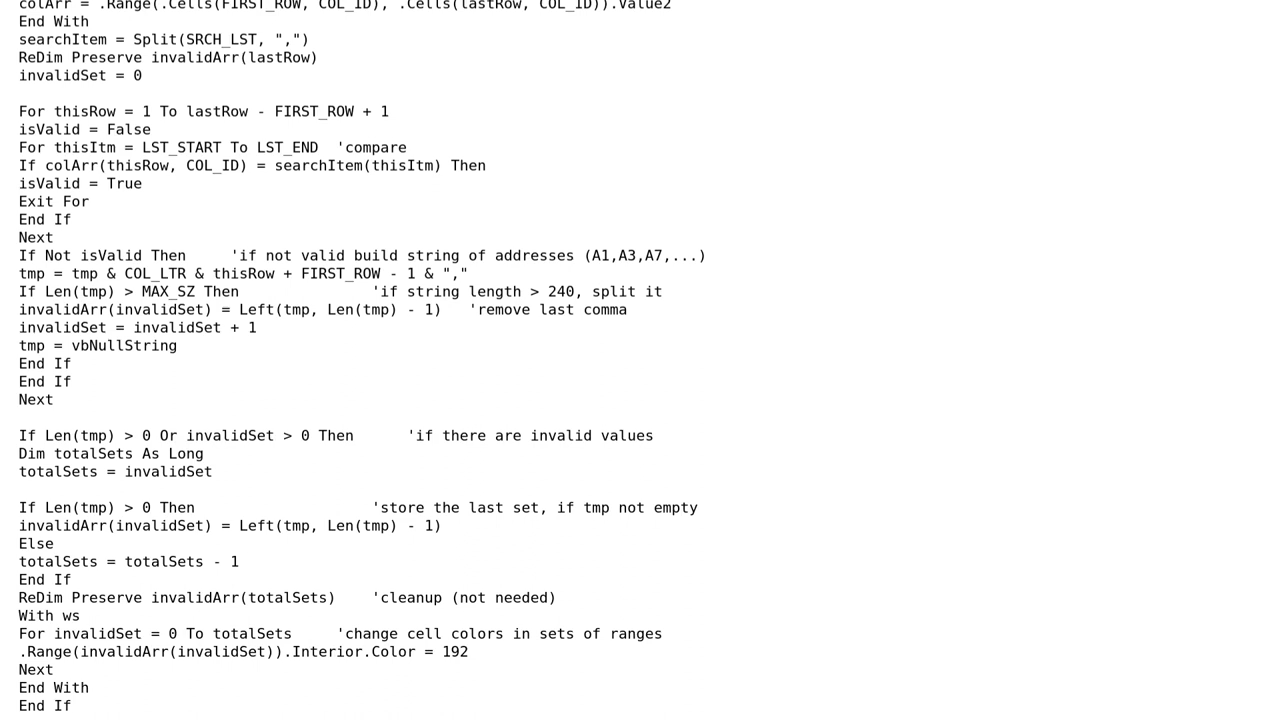 colArr = .Range(.Cells(FIRST_ROW, COL_ID), .Cells(lastRow, COL_ID)).Value2
End With
searchItem = Split(SRCH_LST, ",")
ReDim Preserve invalidArr(lastRow)
invalidSet = 0

For thisRow = 1 To lastRow - FIRST_ROW + 1
isValid = False
For thisItm = LST_START To LST_END  'compare
If colArr(thisRow, COL_ID) = searchItem(thisItm) Then
isValid = True
Exit For
End If
Next
If Not isValid Then     'if not valid build string of addresses (A1,A3,A7,...)
tmp = tmp & COL_LTR & thisRow + FIRST_ROW - 1 & ","
If Len(tmp) > MAX_SZ Then               'if string length > 240, split it
invalidArr(invalidSet) = Left(tmp, Len(tmp) - 1)   'remove last comma
invalidSet = invalidSet + 1
tmp = vbNullString
End If
End If
Next

If Len(tmp) > 0 Or invalidSet > 0 Then      'if there are invalid values
Dim totalSets As Long
totalSets = invalidSet

If Len(tmp) > 0 Then                    'store the last set, if tmp not empty
invalidArr(invalidSet) = Left(tmp, Len(tmp) - 1)
Else
totalSets = totalSets - 1
End If
ReDim Preserve invalidArr(totalSets)    'cleanup (not needed)
With ws
For invalidSet = 0 To totalSets     'change cell colors in sets of ranges
.Range(invalidArr(invalidSet)).Interior.Color = 192
Next
End With
End If